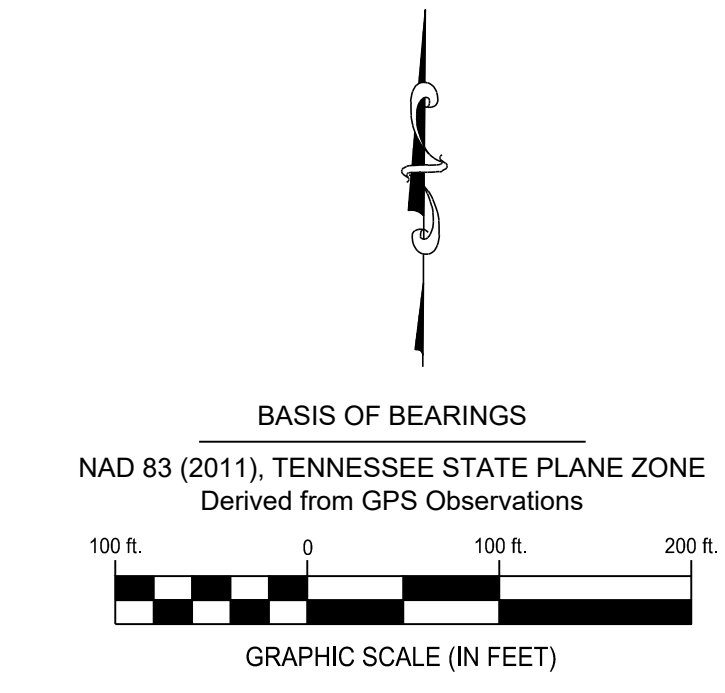 BASIS OF BEARINGS
NAD 83 (2011), TENNESSEE STATE PLANE ZONE
Derived from GPS Observations
100 ft. 0 100 ft. 200 ft.
GRAPHIC SCALE (IN FEET)